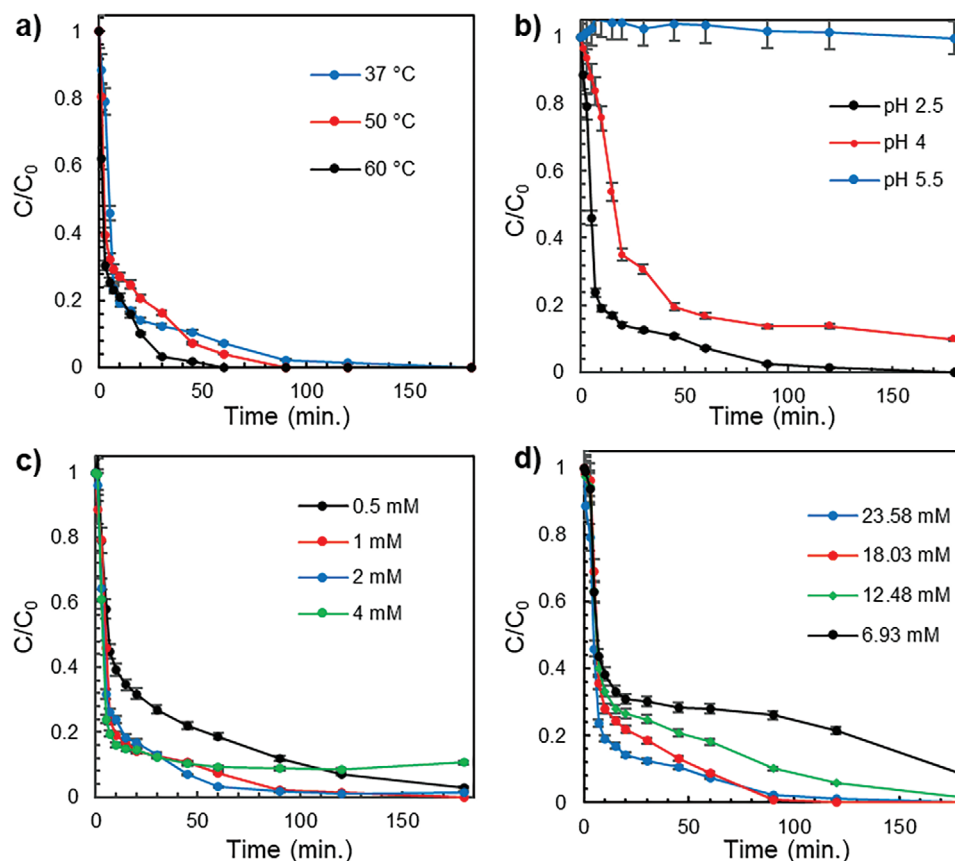 a)
1
0.8
0.6
0.4
0.2
0
C/C0
37 °C
50 °C
60 °C
0 50 100 150
Time (min.)
b)
1
0.8
0.6
0.4
0.2
0
C/C0
pH 2.5
pH 4
pH 5.5
0 50 100 150
Time (min.)
c)
1
0.8
0.6
0.4
0.2
0
C/C0
0.5 mM
1 mM
2 mM
4 mM
0 50 100 150
Time (min.)
d)
1
0.8
0.6
0.4
0.2
0
C/C0
23.58 mM
18.03 mM
12.48 mM
6.93 mM
0 50 100 150
Time (min.)